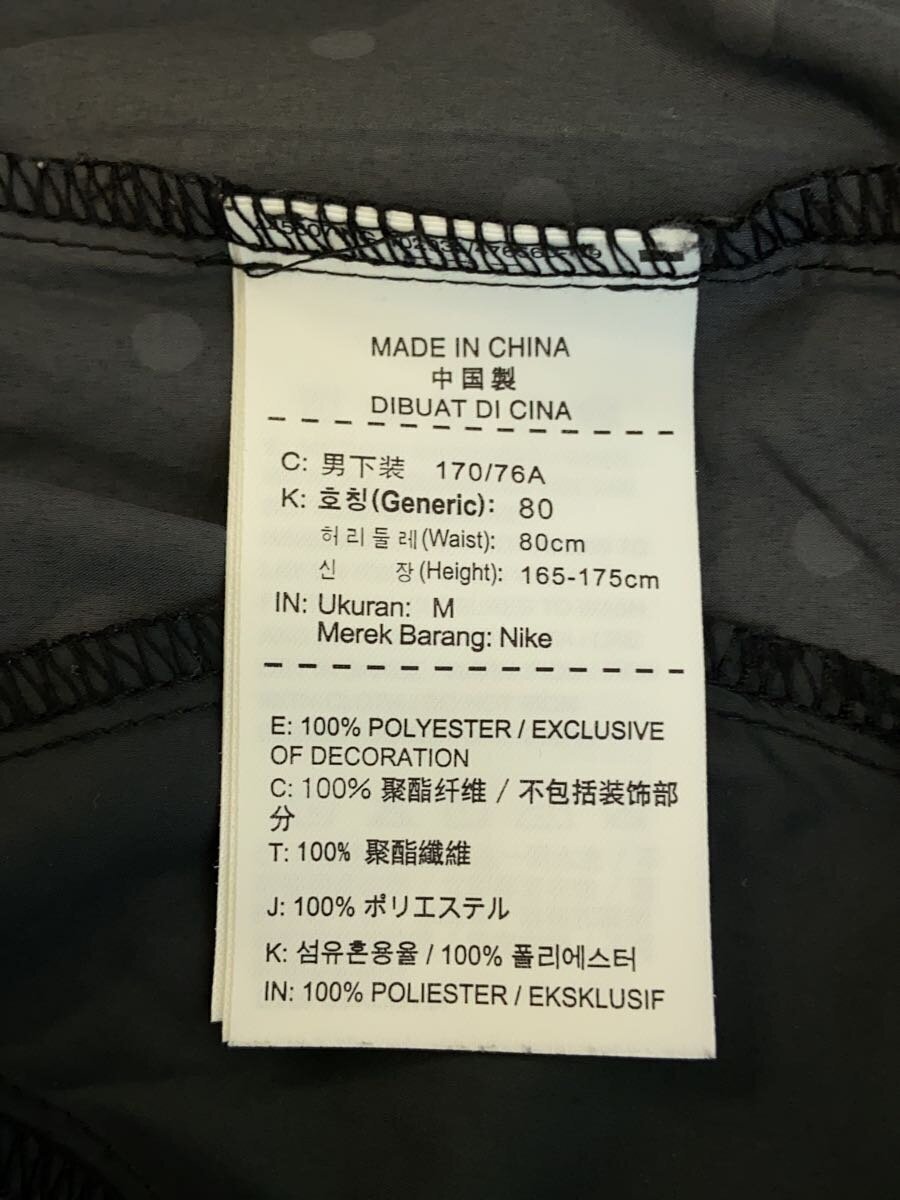 MADE IN CHINA
中国製
DIBUAT DI CINA
C: 男下装 170/76A
K: 호칭(Generic): 80
허리둘레(Waist): 80cm
신 장(Height): 165-175cm
IN: Ukuran: M
Merek Barang: Nike
E: 100% POLYESTER / EXCLUSIVE
OF DECORATION
C: 100% 聚酯纤维 / 不包括装饰部
分
T: 100% 聚酯纖維
J: 100% ポリエステル
K: 섬유혼용율 / 100% 폴리에스터
IN: 100% POLIESTER / EKSKLUSIF